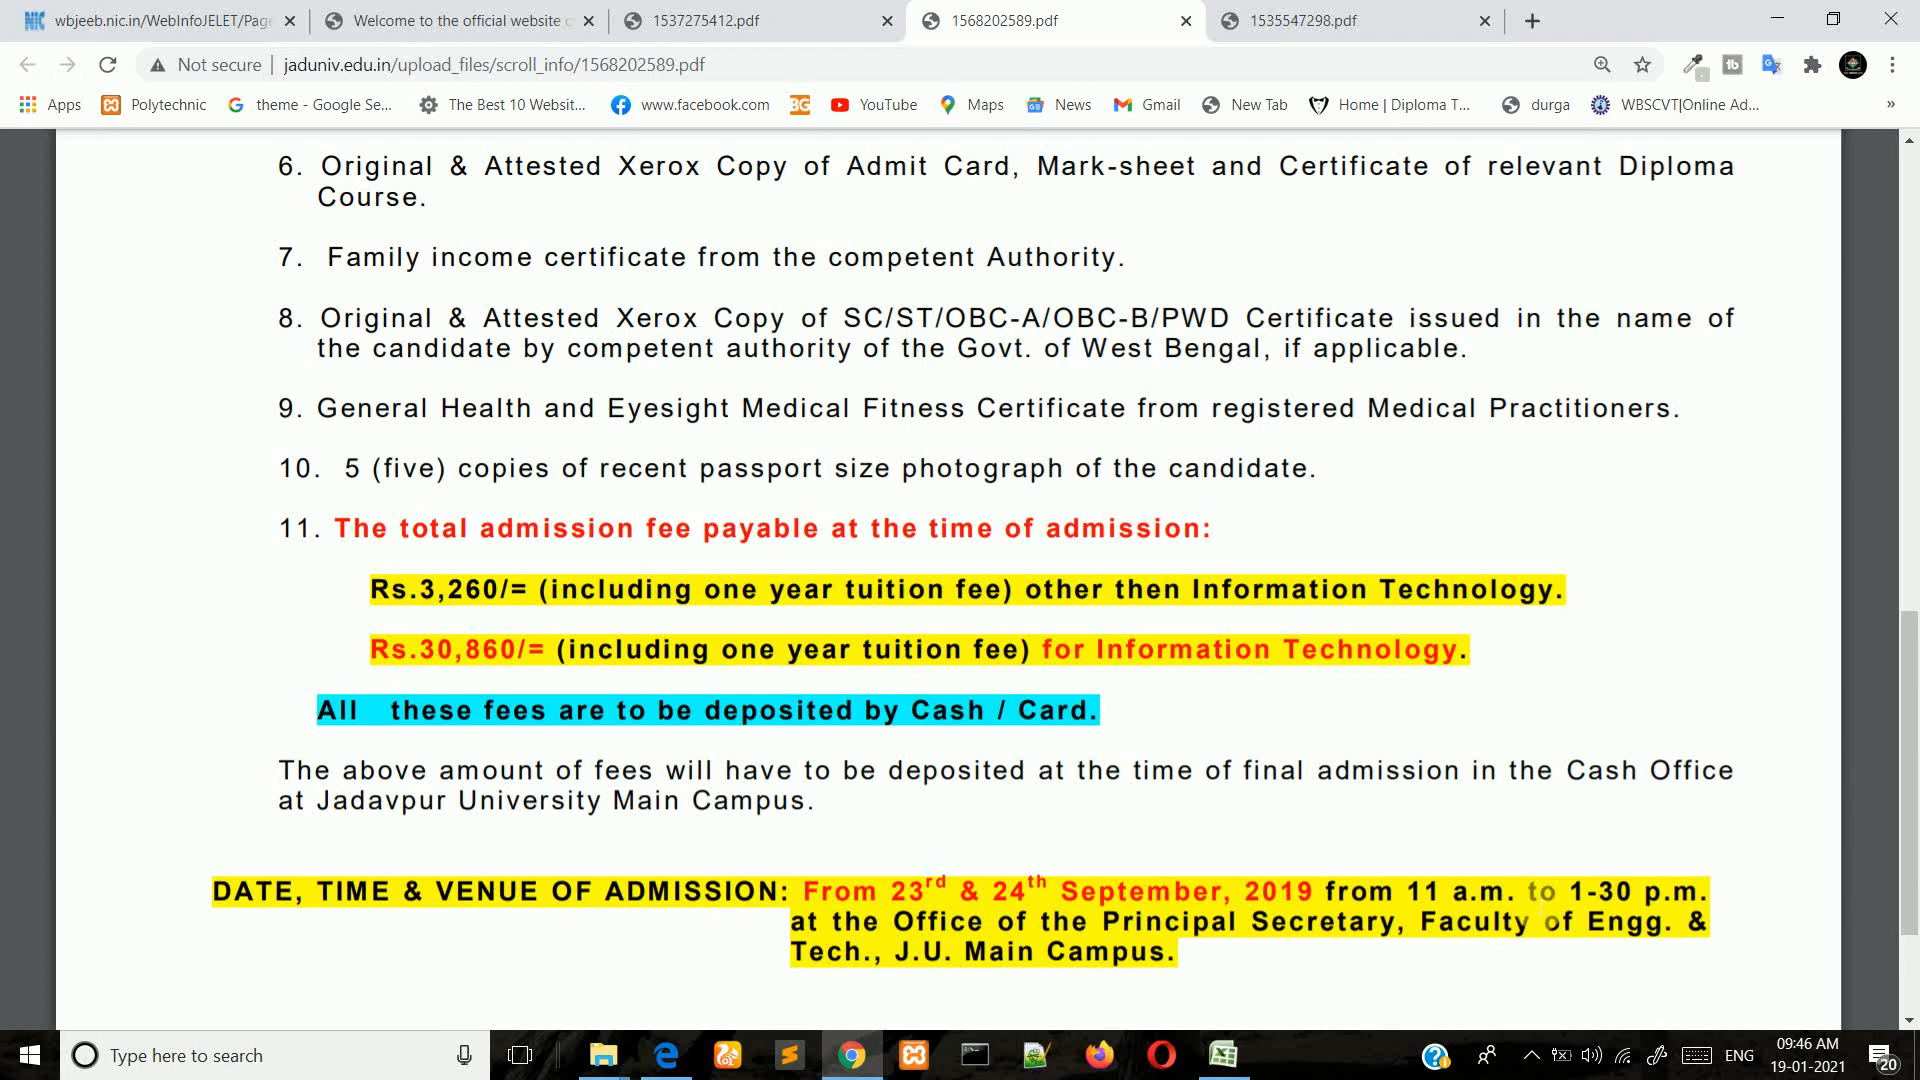 wbjeeb.nic.in/WebInfoJELET/Page
Welcome to the official website
1537275412.pdf
1568202589.pdf
1535547298.pdf
Not secure
jaduniv.edu.in/upload_files/scroll_info/1568202589.pdf
Apps
Polytechnic
theme - Google Se...
The Best 10 Websit...
www.facebook.com
BG
YouTube
Maps
News
Gmail
New Tab
Home | Diploma T...
durga
WBSCVT|Online Ad...
»
6. Original & Attested Xerox Copy of Admit Card, Mark-sheet and Certificate of relevant Diploma
Course.
7. Family income certificate from the competent Authority.
8. Original & Attested Xerox Copy of SC/ST/OBC-A/OBC-B/PWD Certificate issued in the name of
the candidate by competent authority of the Govt. of West Bengal, if applicable.
9. General Health and Eyesight Medical Fitness Certificate from registered Medical Practitioners.
10. 5 (five) copies of recent passport size photograph of the candidate.
11. The total admission fee payable at the time of admission:
Rs.3,260/= (including one year tuition fee) other then Information Technology.
Rs.30,860/= (including one year tuition fee) for Information Technology.
All these fees are to be deposited by Cash / Card.
The above amount of fees will have to be deposited at the time of final admission in the Cash Office
at Jadavpur University Main Campus.
DATE, TIME & VENUE OF ADMISSION: From 23rd & 24th September, 2019 from 11 a.m. to 1-30 p.m.
at the Office of the Principal Secretary, Faculty of Engg. &
Tech., J.U. Main Campus.
Type here to search
ENG
09:46 AM
19-01-2021
20